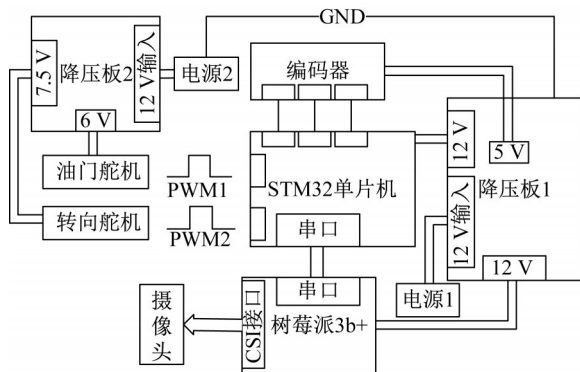 GND
7.5 V
降压板2
12 V输入
电源2
编码器
6 V
油门舵机
转向舵机
PWM1
PWM2
STM32单片机
串口
12 V
5 V
降压板1
12 V输入
12 V
电源1
串口
树莓派3b+
CSI接口
摄像头